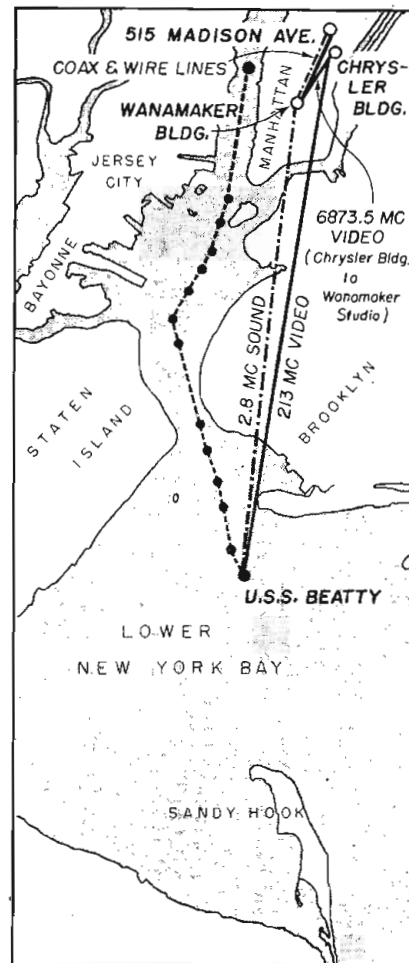 515 MADISON AVE.
COAX & WIRE LINES
CHRYS-
LER
BLDG.
WANAMAKER
BLDG.
MANHATTAN
JERSEY
CITY
6873.5 MC
VIDEO
(Chrysler Bldg.
to
Wanamaker
Studio)
BAYONNE
2.8 MC SOUND
213 MC VIDEO
BROOKLYN
STATEN
ISLAND
U.S.S. BEATTY
LOWER
NEW YORK BAY
SANDY HOOK